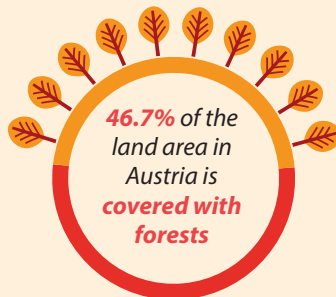 46.7% of the
land area in
Austria is
covered with
forests